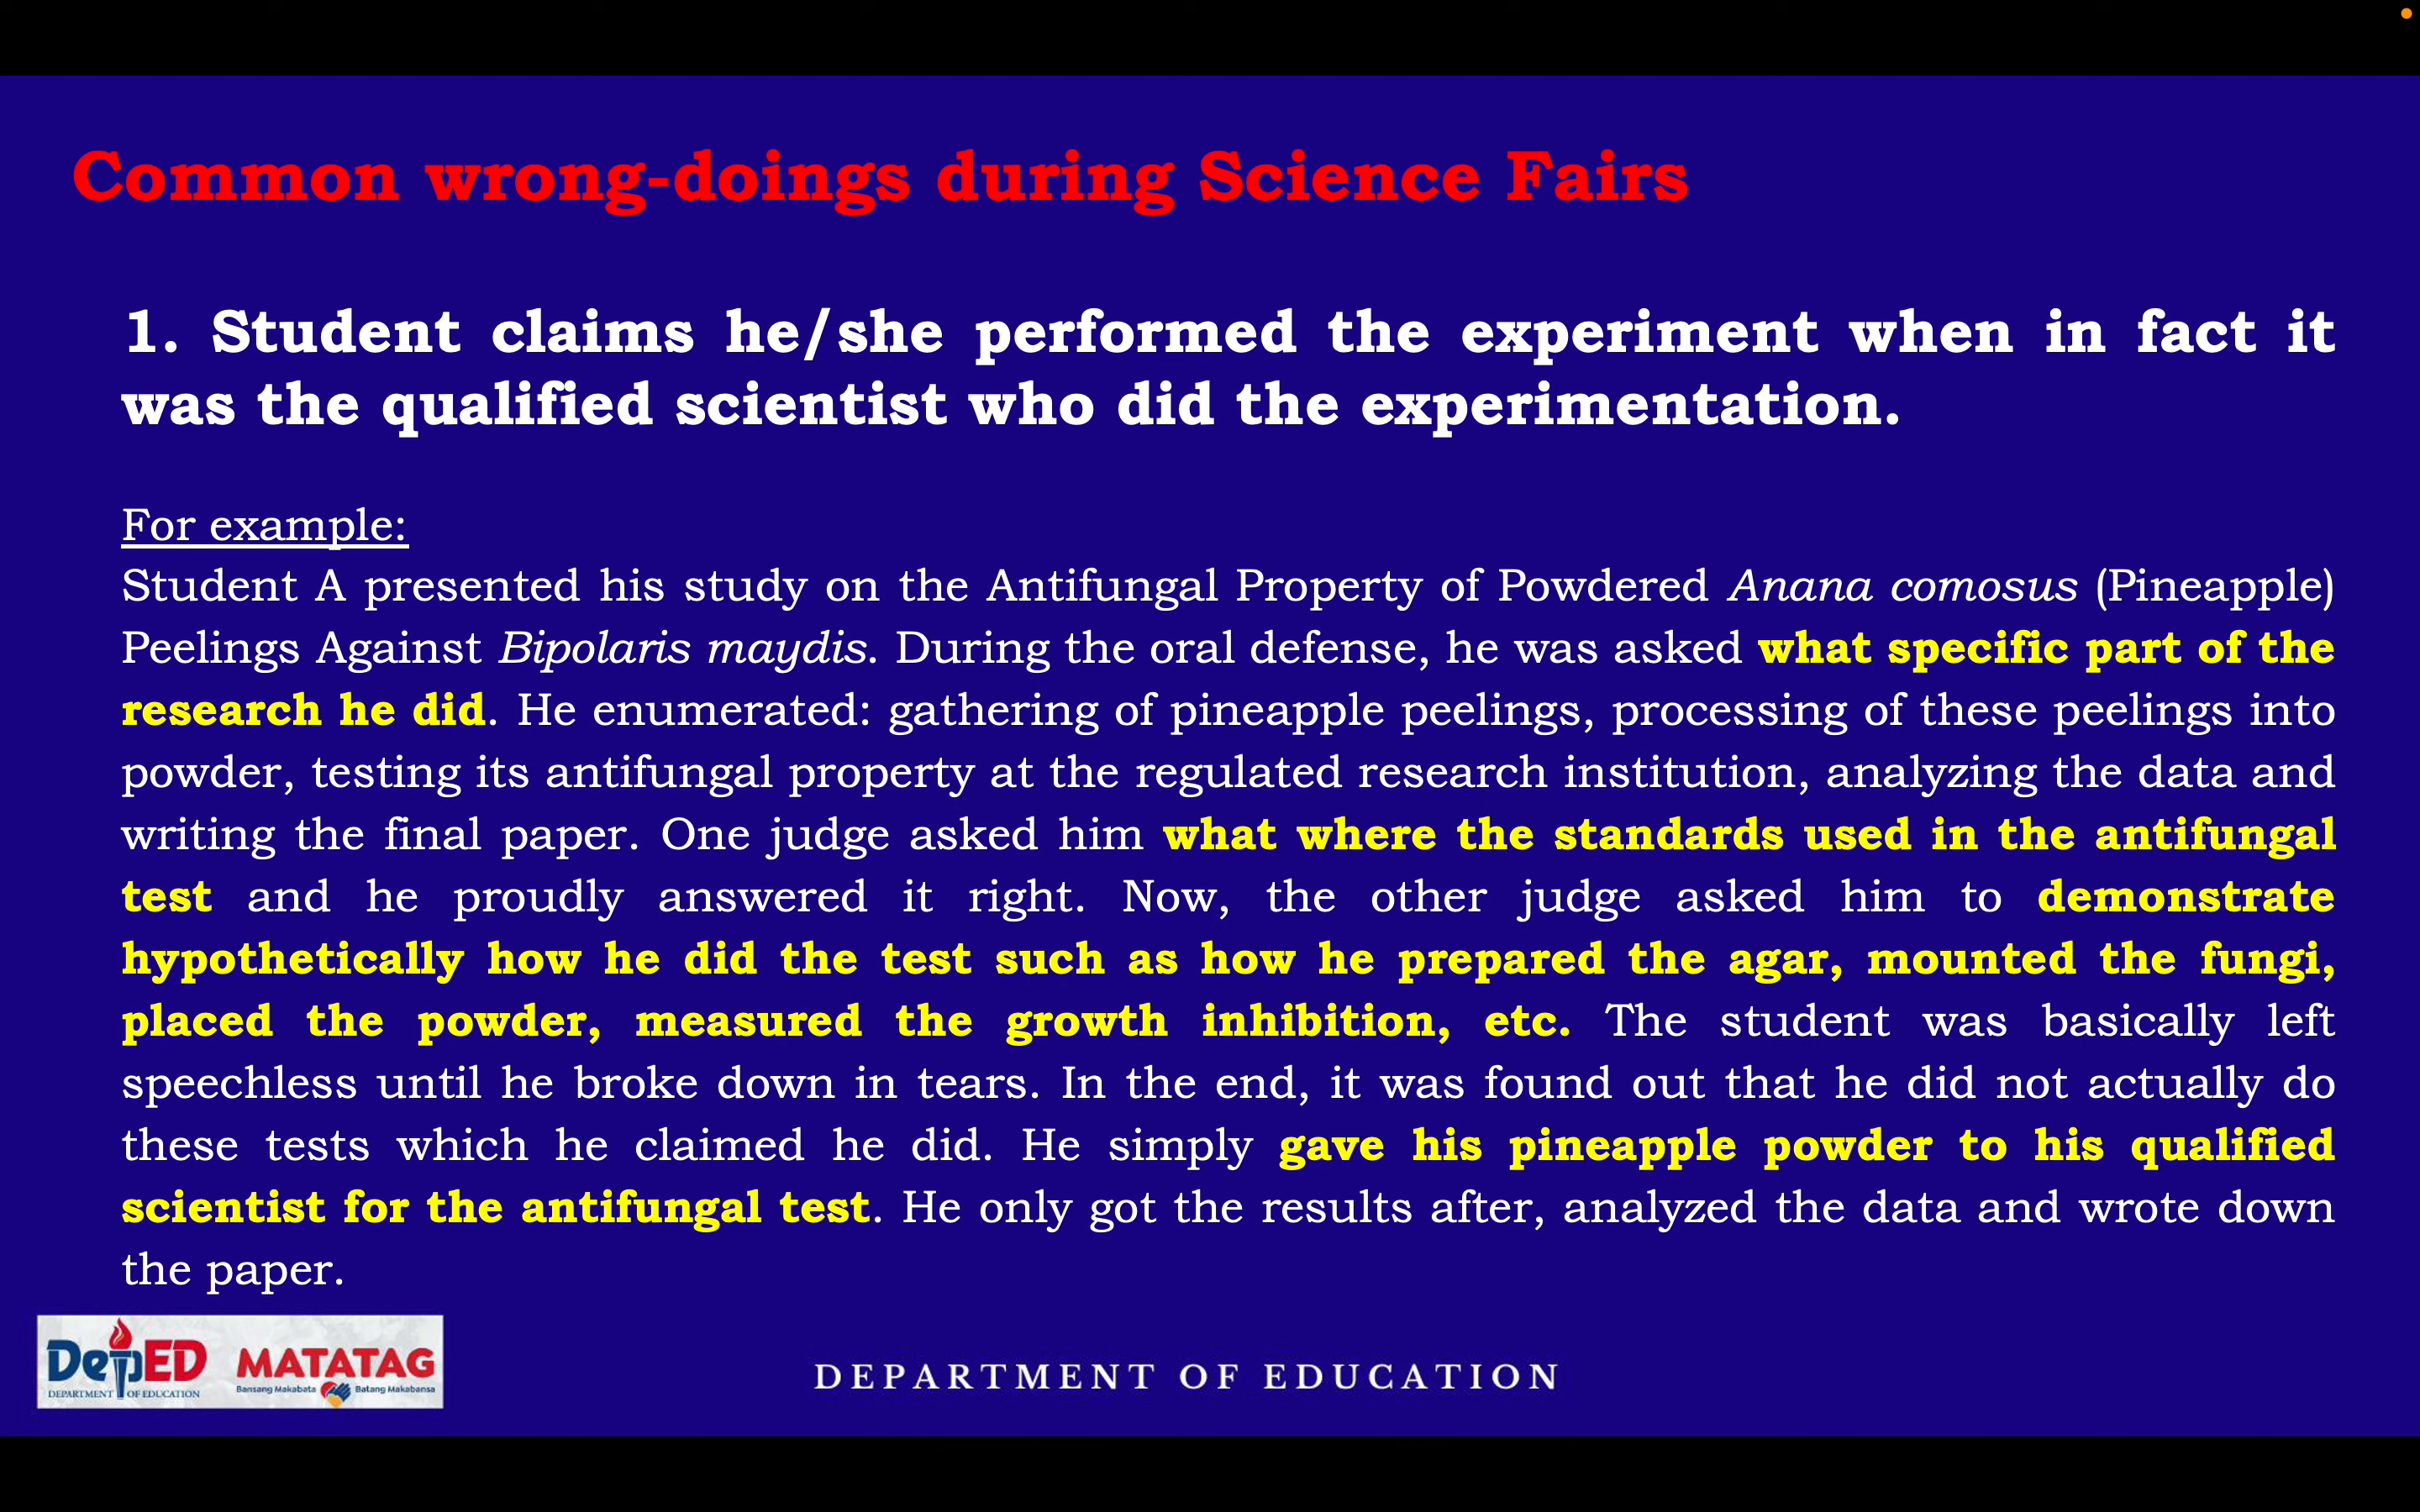 Common wrong-doings during Science Fairs
1. Student claims he/she performed the experiment when in fact it
was the qualified scientist who did the experimentation.
For example:
Student A presented his study on the Antifungal Property of Powdered Anana comosus (Pineapple)
Peelings Against Bipolaris maydis. During the oral defense, he was asked what specific part of the
research he did. He enumerated: gathering of pineapple peelings, processing of these peelings into
powder, testing its antifungal property at the regulated research institution, analyzing the data and
writing the final paper. One judge asked him what where the standards used in the antifungal
test and he proudly answered it right. Now, the other judge asked him to demonstrate
hypothetically how he did the test such as how he prepared the agar, mounted the fungi,
placed the powder, measured the growth inhibition, etc. The student was basically left
speechless until he broke down in tears. In the end, it was found out that he did not actually do
these tests which he claimed he did. He simply gave his pineapple powder to his qualified
scientist for the antifungal test. He only got the results after, analyzed the data and wrote down
the paper.
DepED MATATAG
DEPARTMENT OF EDUCATION Bansang Makabata Batang Makabansa
DEPARTMENT OF EDUCATION